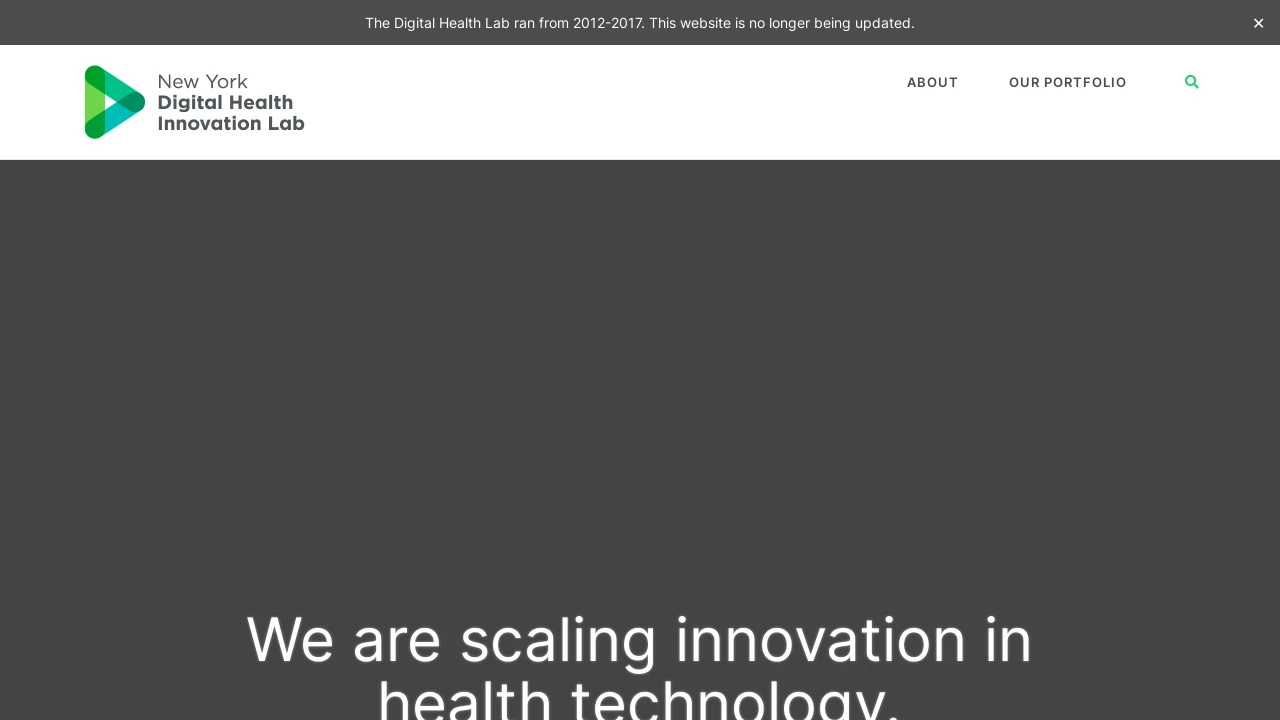 The Digital Health Lab ran from 2012-2017. This website is no longer being updated.
×
New York
Digital Health
Innovation Lab
ABOUT
OUR PORTFOLIO
We are scaling innovation in
health technology.